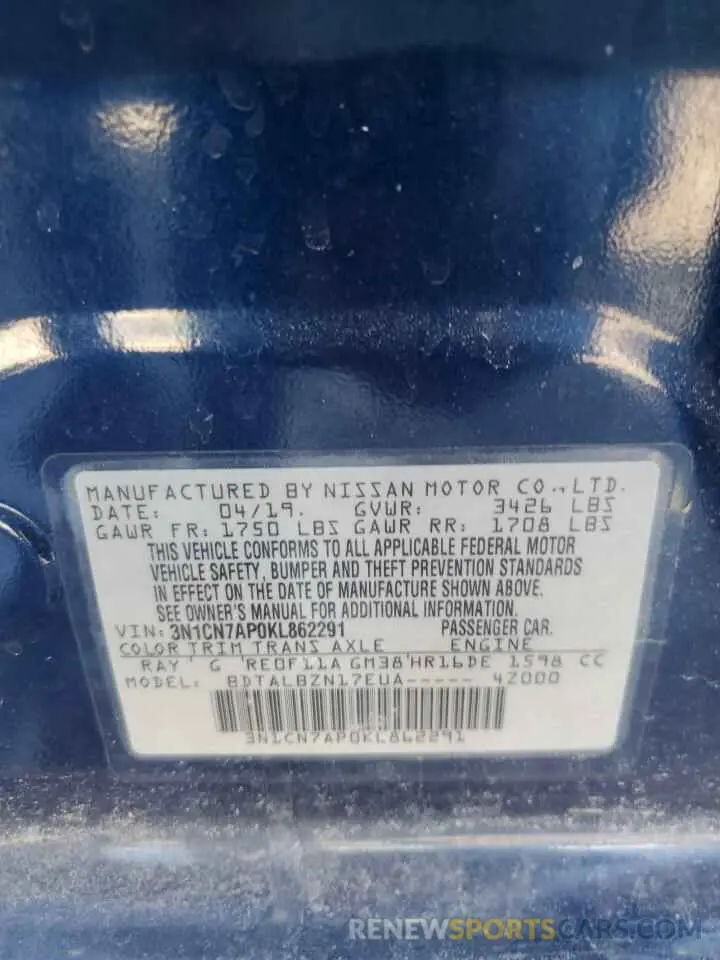 MANUFACTURED BY NISSAN MOTOR CO.,LTD.
DATE: 04/19. GVWR: 3426 LBS
GAWR FR: 1750 LBS GAWR RR: 1708 LBS
THIS VEHICLE CONFORMS TO ALL APPLICABLE FEDERAL MOTOR
VEHICLE SAFETY, BUMPER AND THEFT PREVENTION STANDARDS
IN EFFECT ON THE DATE OF MANUFACTURE SHOWN ABOVE.
SEE OWNER'S MANUAL FOR ADDITIONAL INFORMATION.
VIN: 3N1CN7AP0KL862291 PASSENGER CAR.
COLOR TRIM TRANS AXLE ENGINE
RAY G RE0F11A GM38 HR16DE 1598 CC
MODEL: BDTALBZN17EUA----- 4Z000
3N1CN7AP0KL862291
RENEWSPORTSCARS.COM